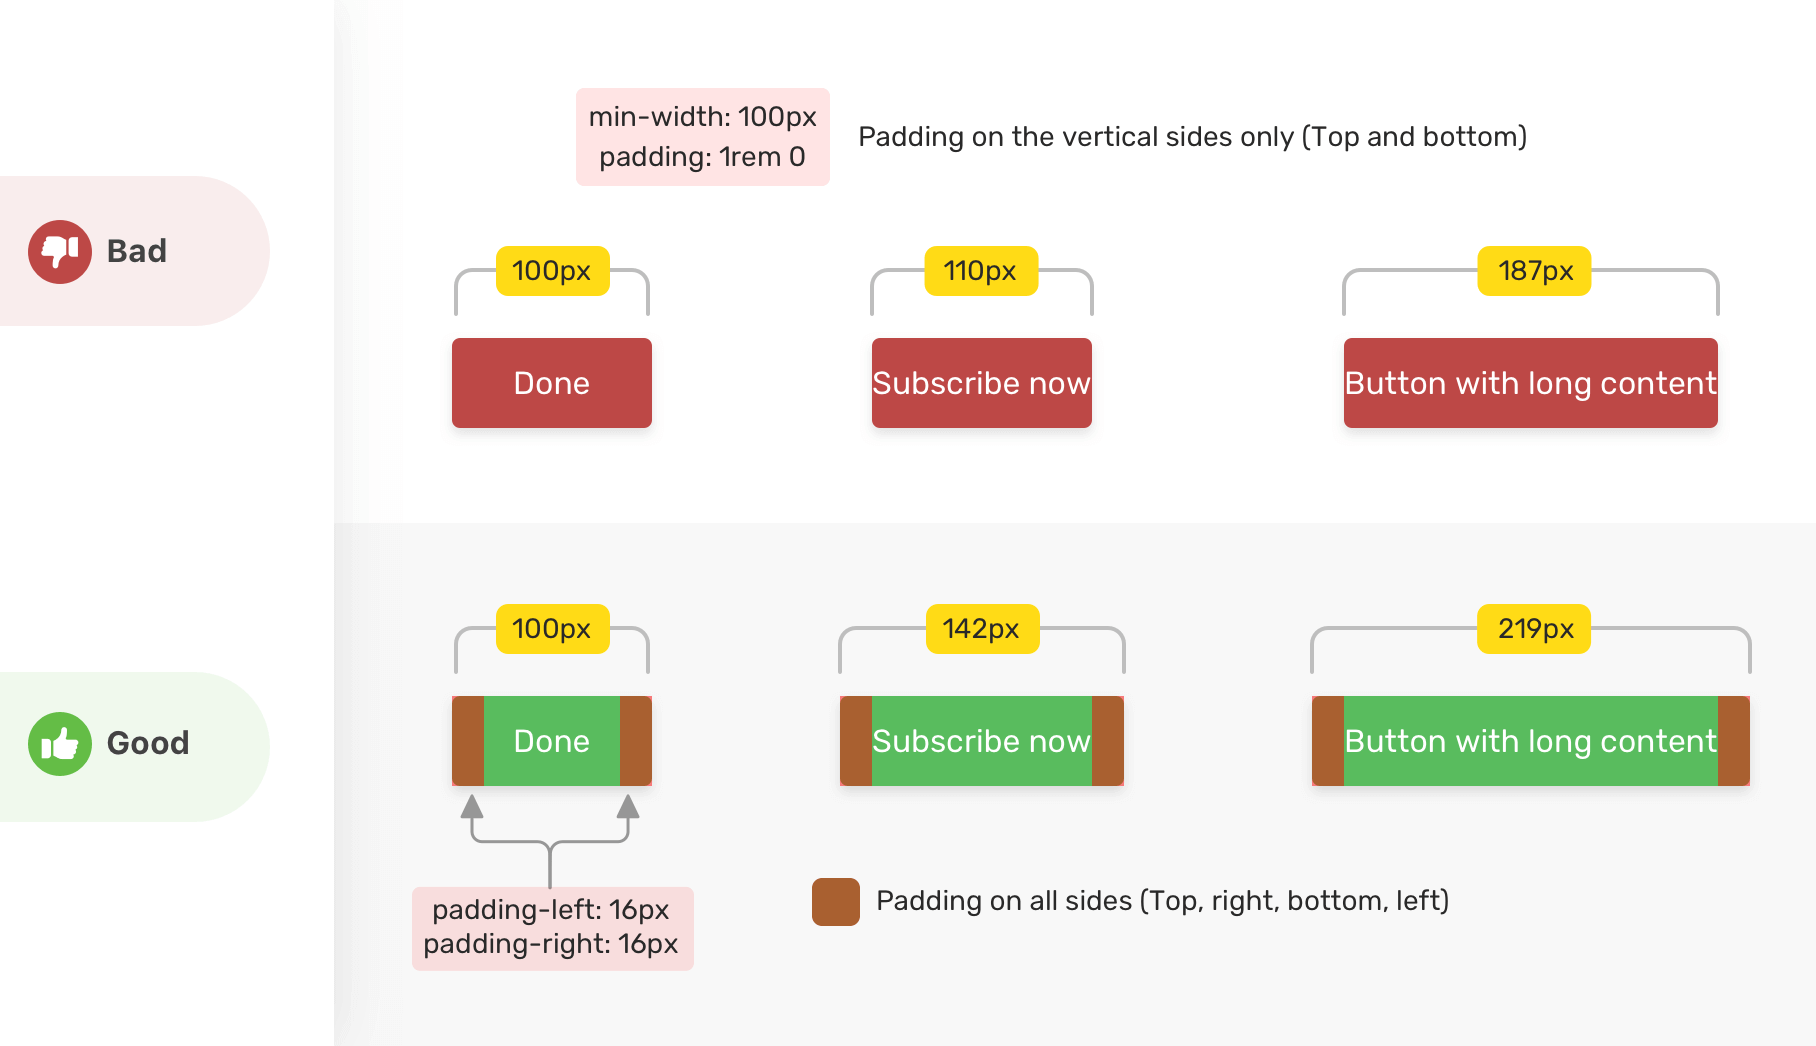 min-width: 100px
padding: 1rem 0
Padding on the vertical sides only (Top and bottom)
Bad
100px
110px
187px
Done
Subscribe now
Button with long content
Good
100px
142px
219px
Done
Subscribe now
Button with long content
padding-left: 16px
padding-right: 16px
Padding on all sides (Top, right, bottom, left)